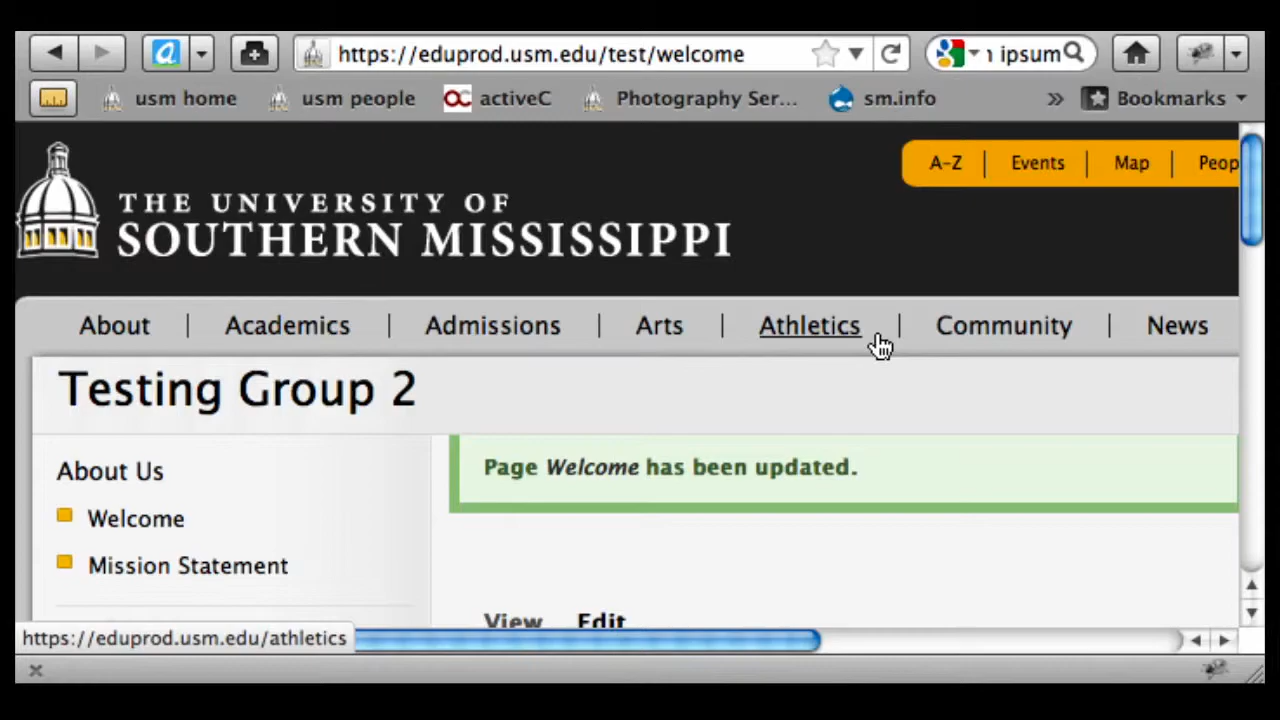 https://eduprod.usm.edu/test/welcome
ipsum
usm home
usm people
activeC
Photography Ser...
sm.info
»
Bookmarks
A-Z | Events | Map | Peop
THE UNIVERSITY OF
SOUTHERN MISSISSIPPI
About | Academics | Admissions | Arts | Athletics | Community | News
Testing Group 2
About Us
Page Welcome has been updated.
Welcome
Mission Statement
View Edit
https://eduprod.usm.edu/athletics